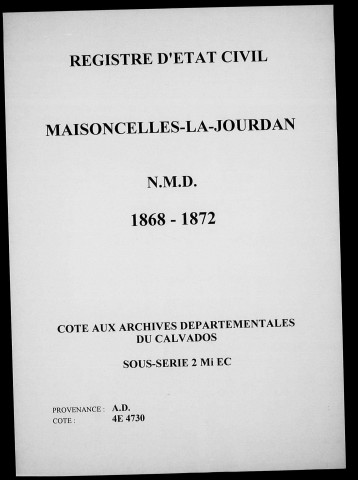 REGISTRE D'ETAT CIVIL
MAISONCELLES-LA-JOURDAN
N.M.D.
1868 - 1872
COTE AUX ARCHIVES DEPARTEMENTALES
DU CALVADOS
SOUS-SERIE 2 Mi EC
PROVENANCE : A.D.
COTE : 4E 4730